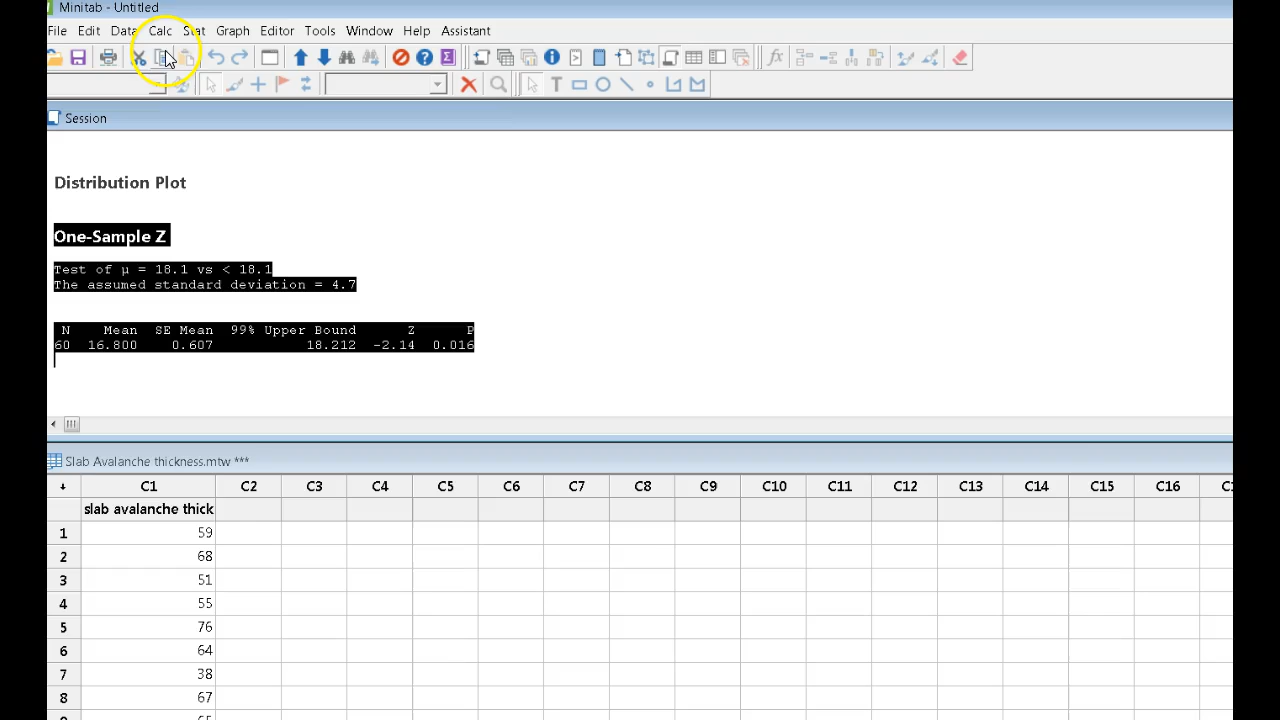 Minitab - Untitled
File Edit Data Calc Stat Graph Editor Tools Window Help Assistant
Session
Distribution Plot
One-Sample Z
Test of μ = 18.1 vs < 18.1
The assumed standard deviation = 4.7
N Mean SE Mean 99% Upper Bound Z P
60 16.800 0.607 18.212 -2.14 0.016
Slab Avalanche thickness.mtw ***
C1 C2 C3 C4 C5 C6 C7 C8 C9 C10 C11 C12 C13 C14 C15 C16
slab avalanche thick
1 59
2 68
3 51
4 55
5 76
6 64
7 38
8 67